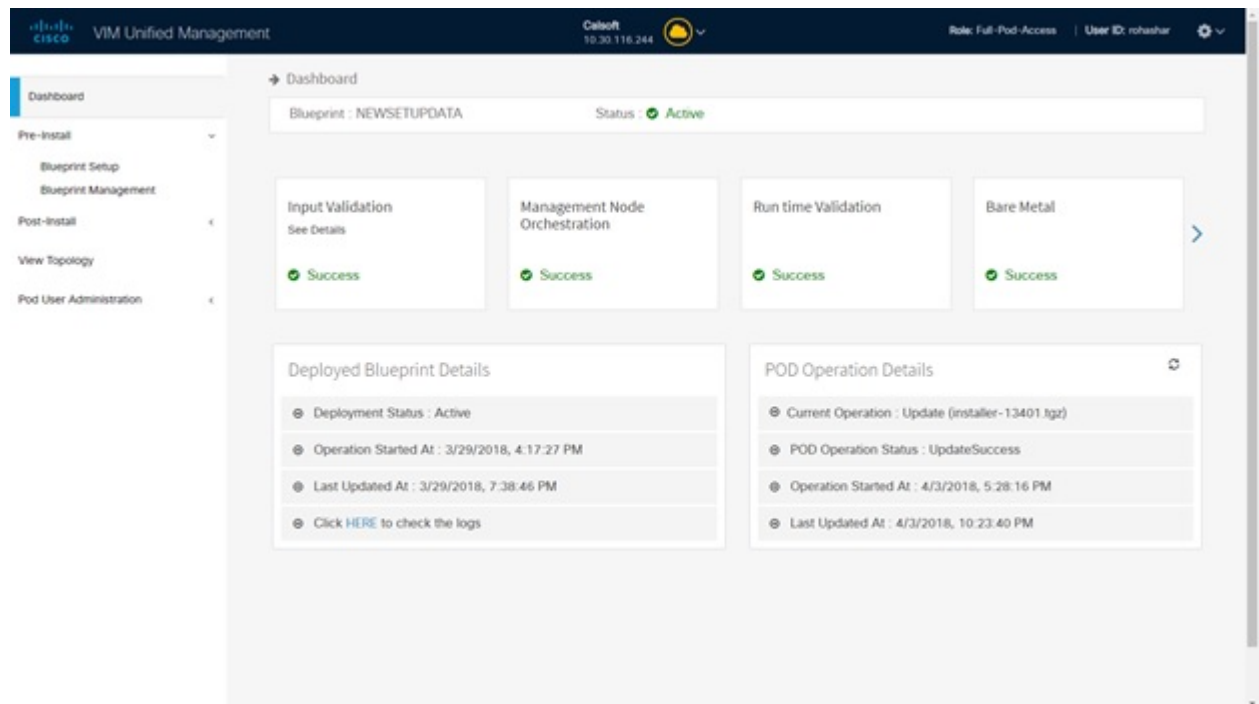 CISCO
VIM Unified Management
Calsoft
10.30.116.244
Role: Full-Pod-Access | User ID: rohashar
Dashboard
Pre-Install
Blueprint Setup
Blueprint Management
Post-Install
View Topology
Pod User Administration
Dashboard
Blueprint : NEWSETUPDATA
Status : Active
Input Validation
See Details
Success
Management Node
Orchestration
Success
Run time Validation
Success
Bare Metal
Success
Deployed Blueprint Details
Deployment Status : Active
Operation Started At : 3/29/2018, 4:17:27 PM
Last Updated At : 3/29/2018, 7:38:46 PM
Click HERE to check the logs
POD Operation Details
Current Operation : Update (installer-13401.tgz)
POD Operation Status : UpdateSuccess
Operation Started At : 4/3/2018, 5:28:16 PM
Last Updated At : 4/3/2018, 10:23:40 PM